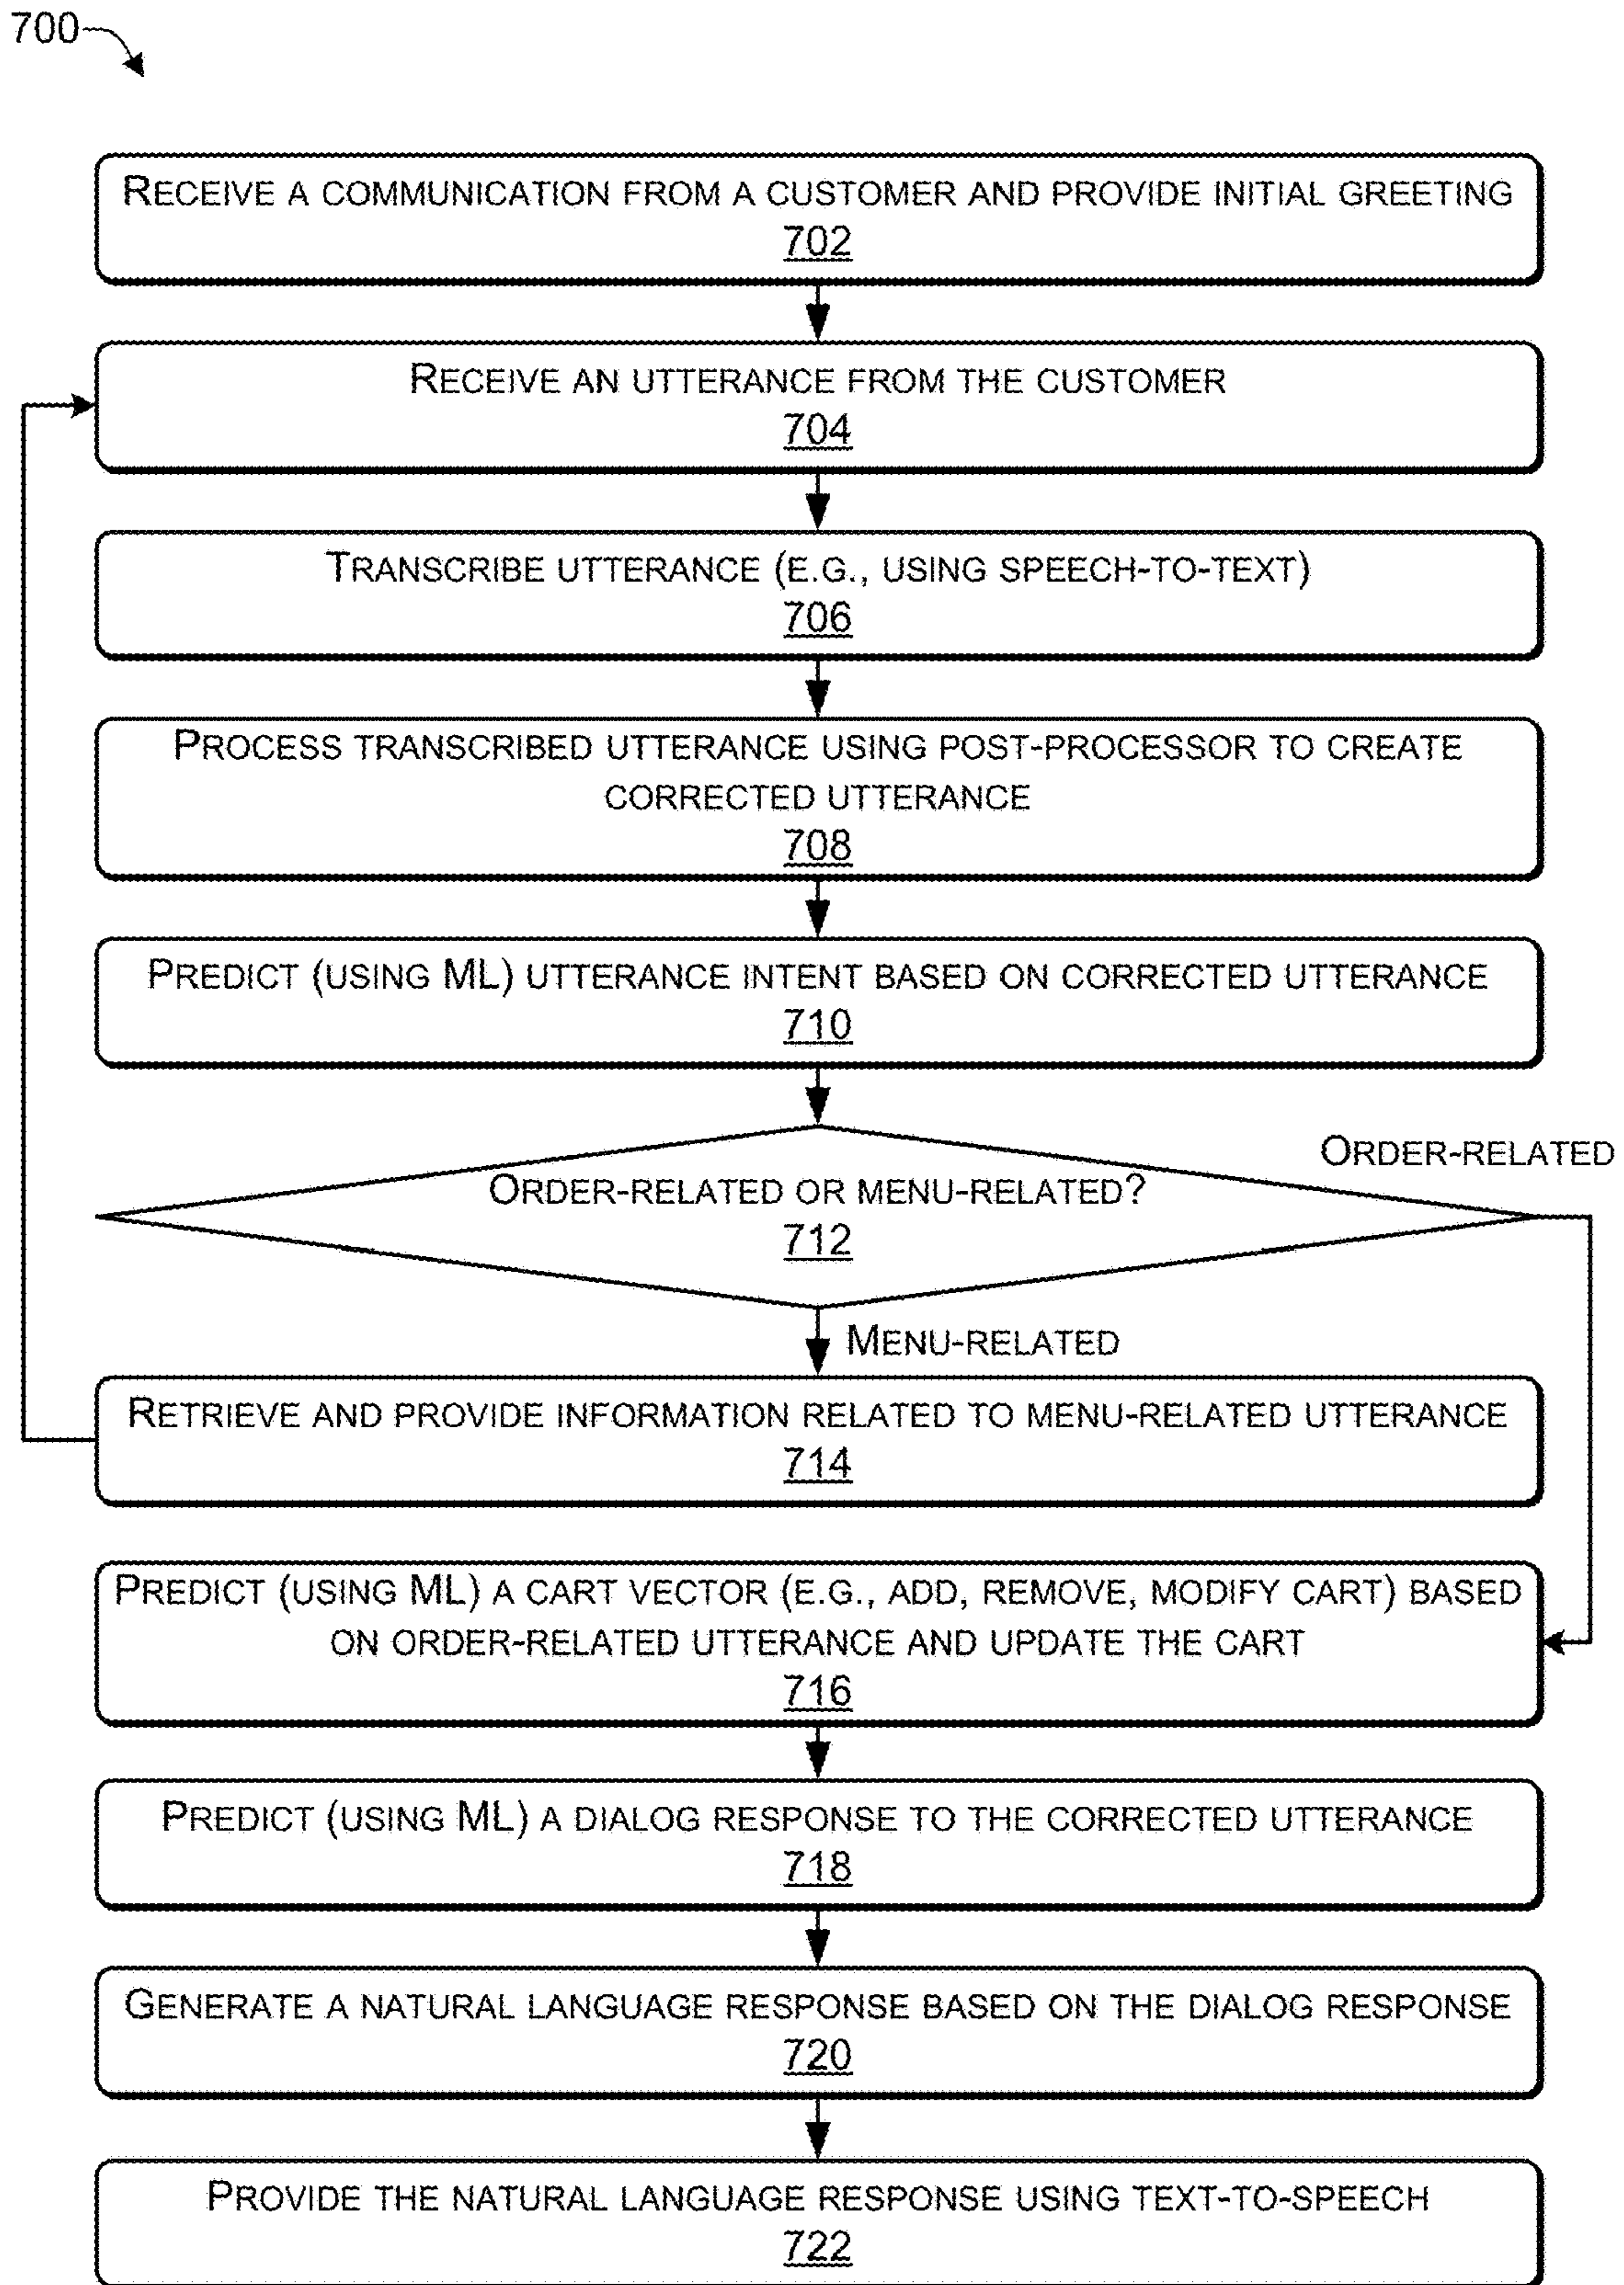 700
RECEIVE A COMMUNICATION FROM A CUSTOMER AND PROVIDE INITIAL GREETING
702
RECEIVE AN UTTERANCE FROM THE CUSTOMER
704
TRANSCRIBE UTTERANCE (E.G., USING SPEECH-TO-TEXT)
706
PROCESS TRANSCRIBED UTTERANCE USING POST-PROCESSOR TO CREATE
CORRECTED UTTERANCE
708
PREDICT (USING ML) UTTERANCE INTENT BASED ON CORRECTED UTTERANCE
710
ORDER-RELATED
ORDER-RELATED OR MENU-RELATED?
712
MENU-RELATED
RETRIEVE AND PROVIDE INFORMATION RELATED TO MENU-RELATED UTTERANCE
714
PREDICT (USING ML) A CART VECTOR (E.G., ADD, REMOVE, MODIFY CART) BASED
ON ORDER-RELATED UTTERANCE AND UPDATE THE CART
716
PREDICT (USING ML) A DIALOG RESPONSE TO THE CORRECTED UTTERANCE
718
GENERATE A NATURAL LANGUAGE RESPONSE BASED ON THE DIALOG RESPONSE
720
PROVIDE THE NATURAL LANGUAGE RESPONSE USING TEXT-TO-SPEECH
722